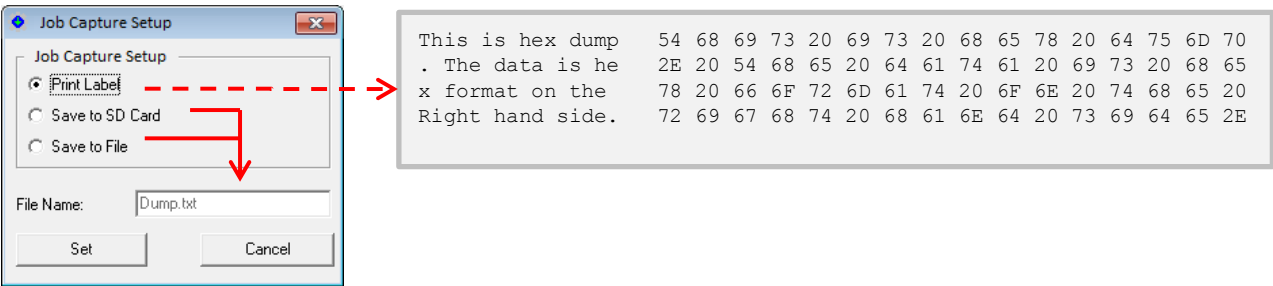 Job Capture Setup
Job Capture Setup
Print Label
Save to SD Card
Save to File
File Name: Dump.txt
Set Cancel
This is hex dump 54 68 69 73 20 69 73 20 68 65 78 20 64 75 6D 70
. The data is he 2E 20 54 68 65 20 64 61 74 61 20 69 73 20 68 65
x format on the 78 20 66 6F 72 6D 61 74 20 6F 6E 20 74 68 65 20
Right hand side. 72 69 67 68 74 20 68 61 6E 64 20 73 69 64 65 2E